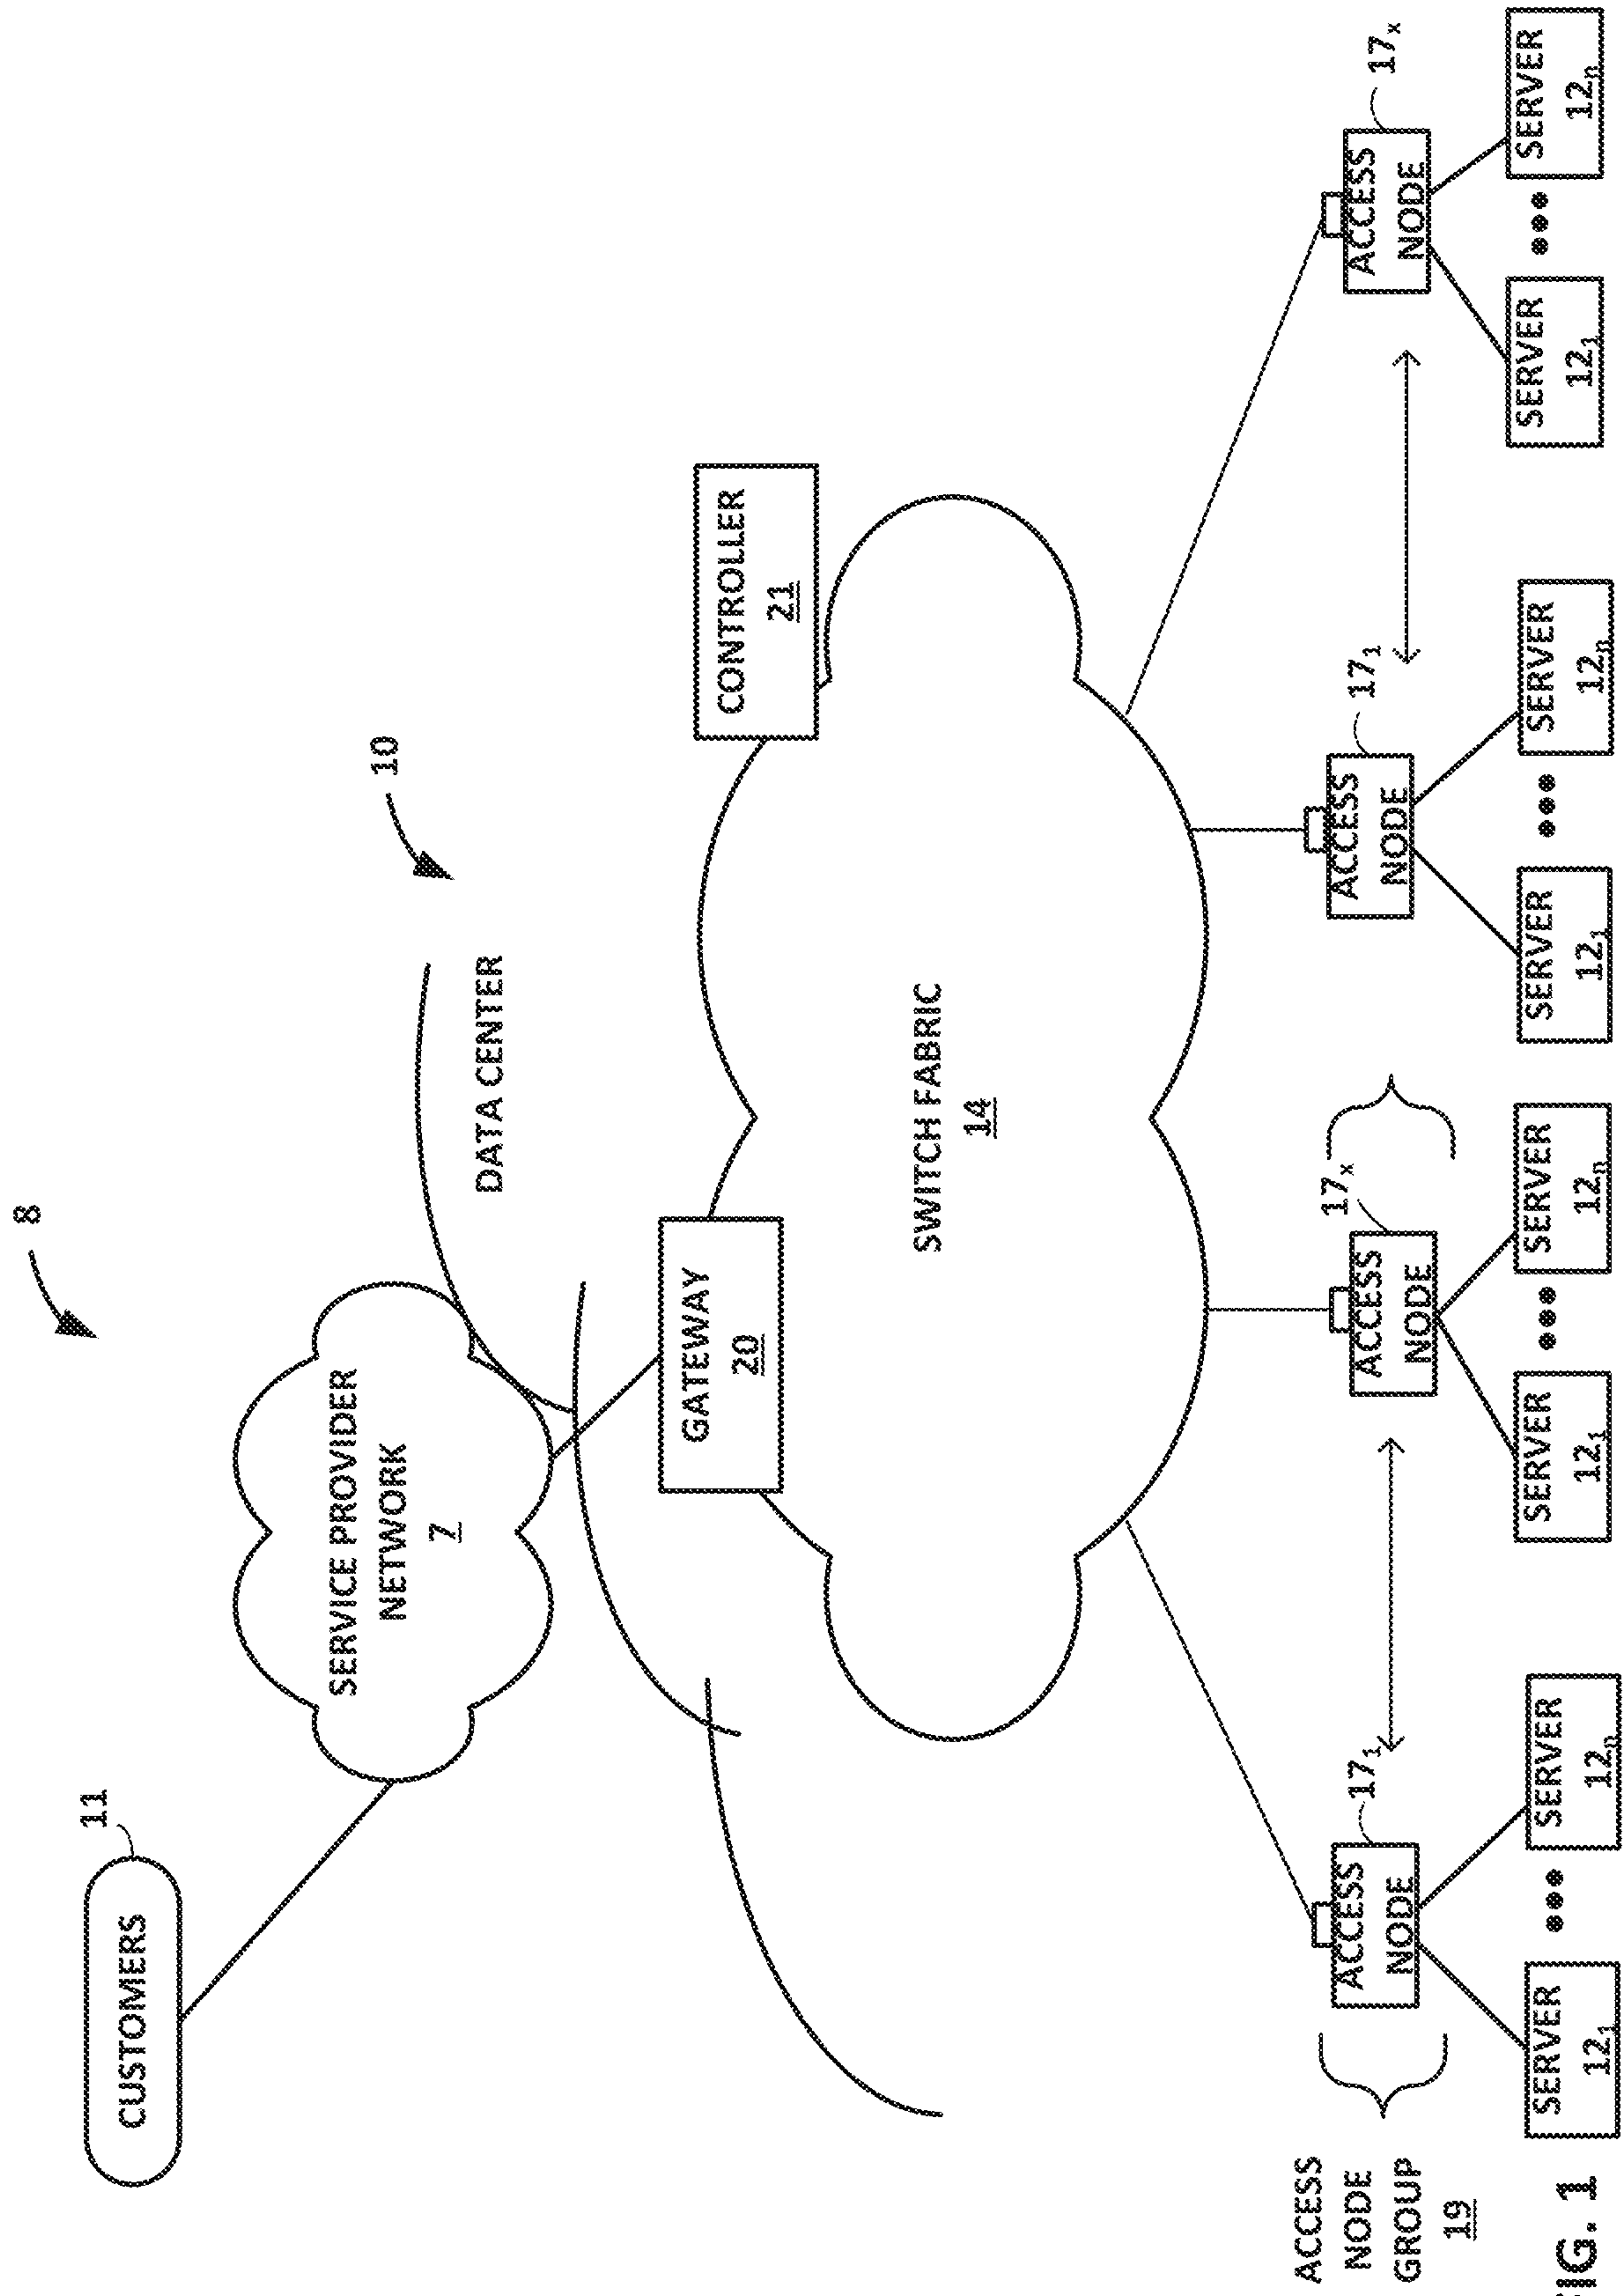 8
CUSTOMERS
11
SERVICE PROVIDER
NETWORK
7
10
DATA CENTER
GATEWAY
20
CONTROLLER
21
SWITCH FABRIC
14
ACCESS
NODE
GROUP
19
ACCESS
NODE
17₁
ACCESS
NODE
17ₓ
ACCESS
NODE
17₁
ACCESS
NODE
17ₓ
SERVER
12₁
SERVER
12ₙ
SERVER
12₁
SERVER
12ₙ
SERVER
12₁
SERVER
12ₙ
SERVER
12₁
SERVER
12ₙ
FIG. 1